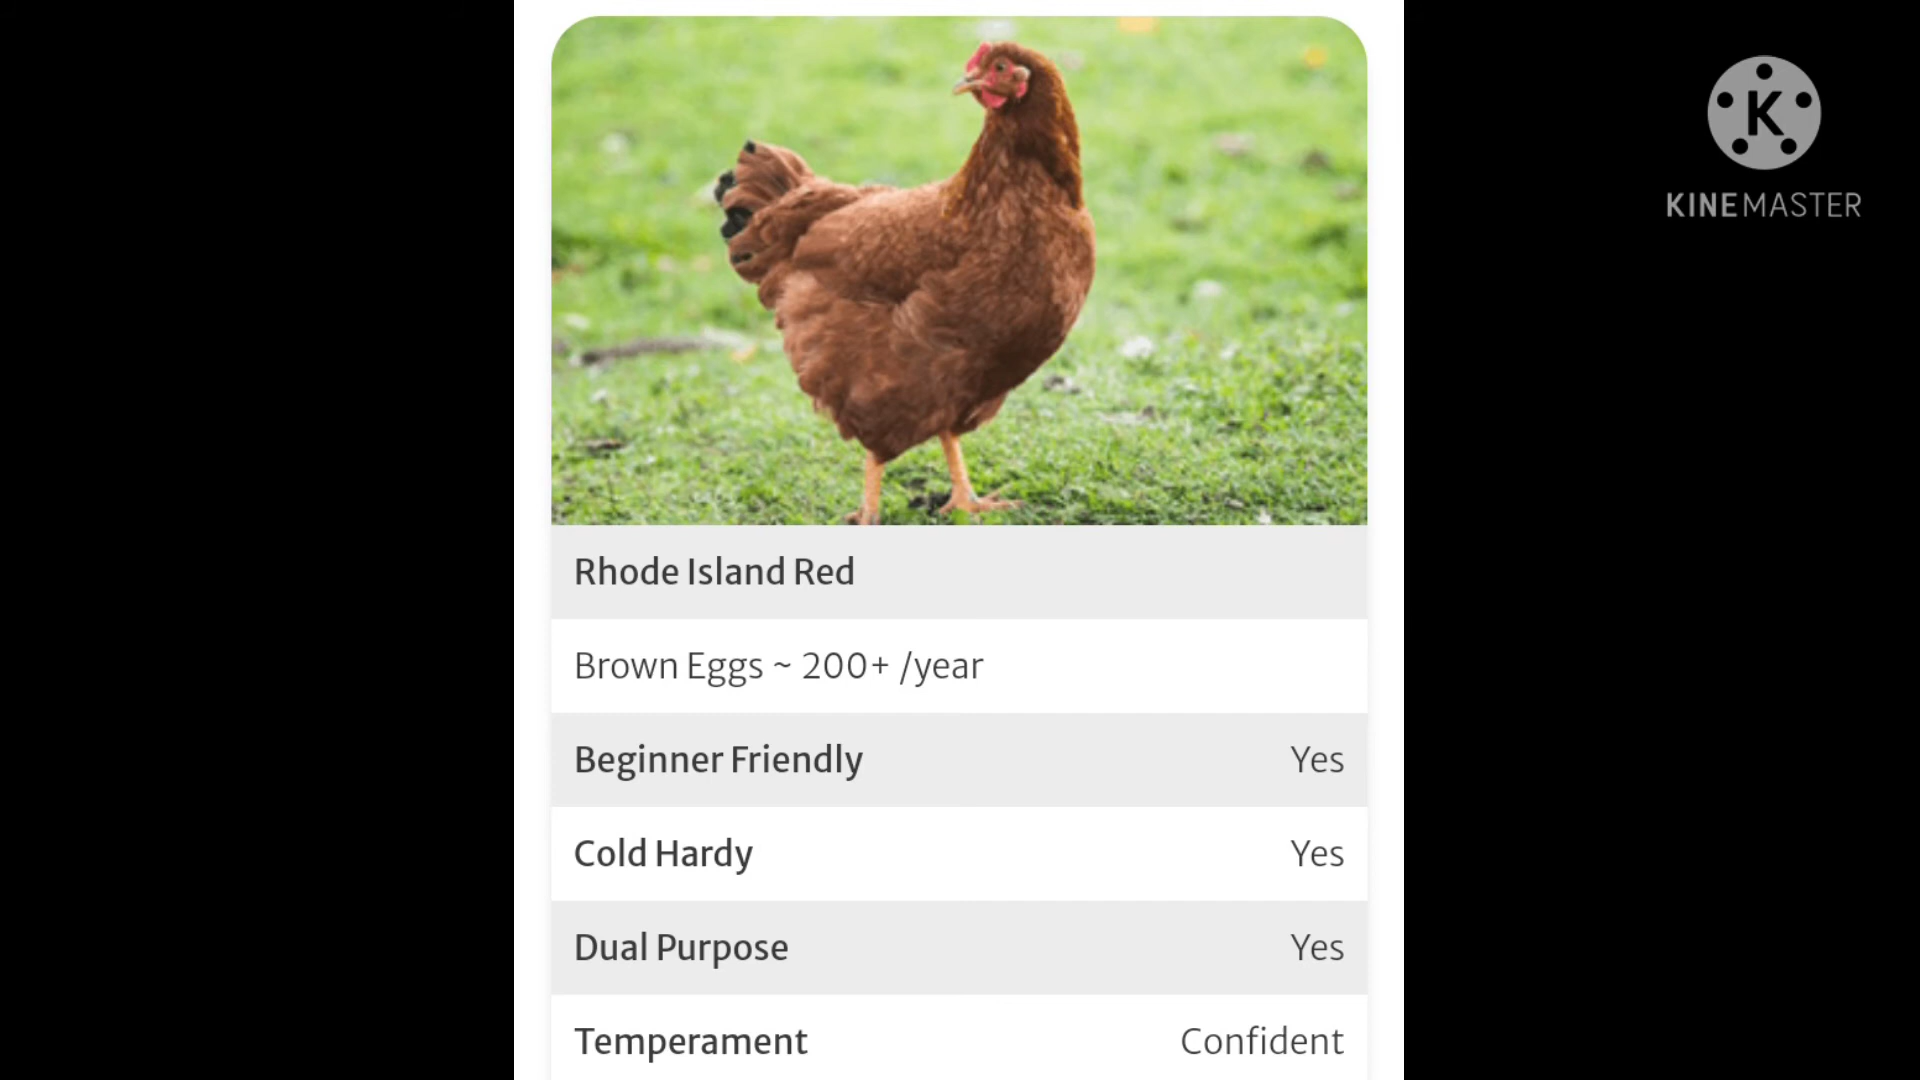 K
KINEMASTER
Rhode Island Red
Brown Eggs ~ 200+ /year
Beginner Friendly Yes
Cold Hardy Yes
Dual Purpose Yes
Temperament Confident